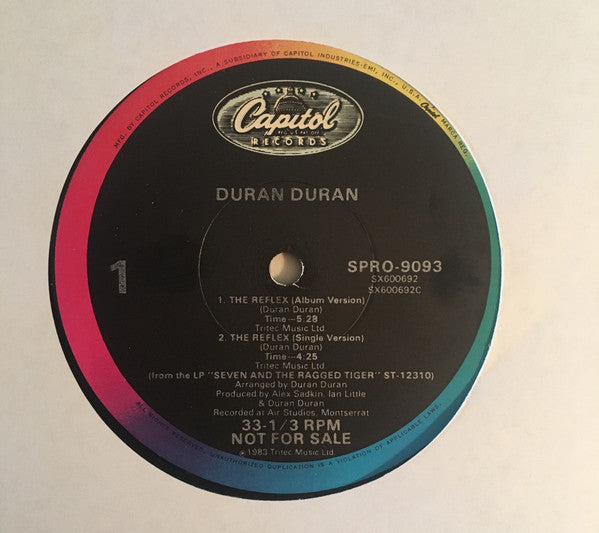 MFG. BY CAPITOL RECORDS, INC., A SUBSIDIARY OF CAPITOL INDUSTRIES-EMI, INC., U.S.A. Capitol MARCA REG.
Capitol
RECORDS
DURAN DURAN
1
SPRO-9093
SX600692
SX600692C
1. THE REFLEX (Album Version)
(Duran Duran)
Time---5:28
Tritec Music Ltd
2. THE REFLEX (Single Version)
(Duran Duran)
Time---4:25
Tritec Music Ltd
(from the LP "SEVEN AND THE RAGGED TIGER" ST-12310)
Arranged by Duran Duran
Produced by Alex Sadkin, Ian Little
& Duran Duran
Recorded at Air Studios, Montserrat
33-1/3 RPM
NOT FOR SALE
℗ 1983 Tritec Music Ltd.
ALL RIGHTS RESERVED. UNAUTHORIZED DUPLICATION IS A VIOLATION OF APPLICABLE LAWS.